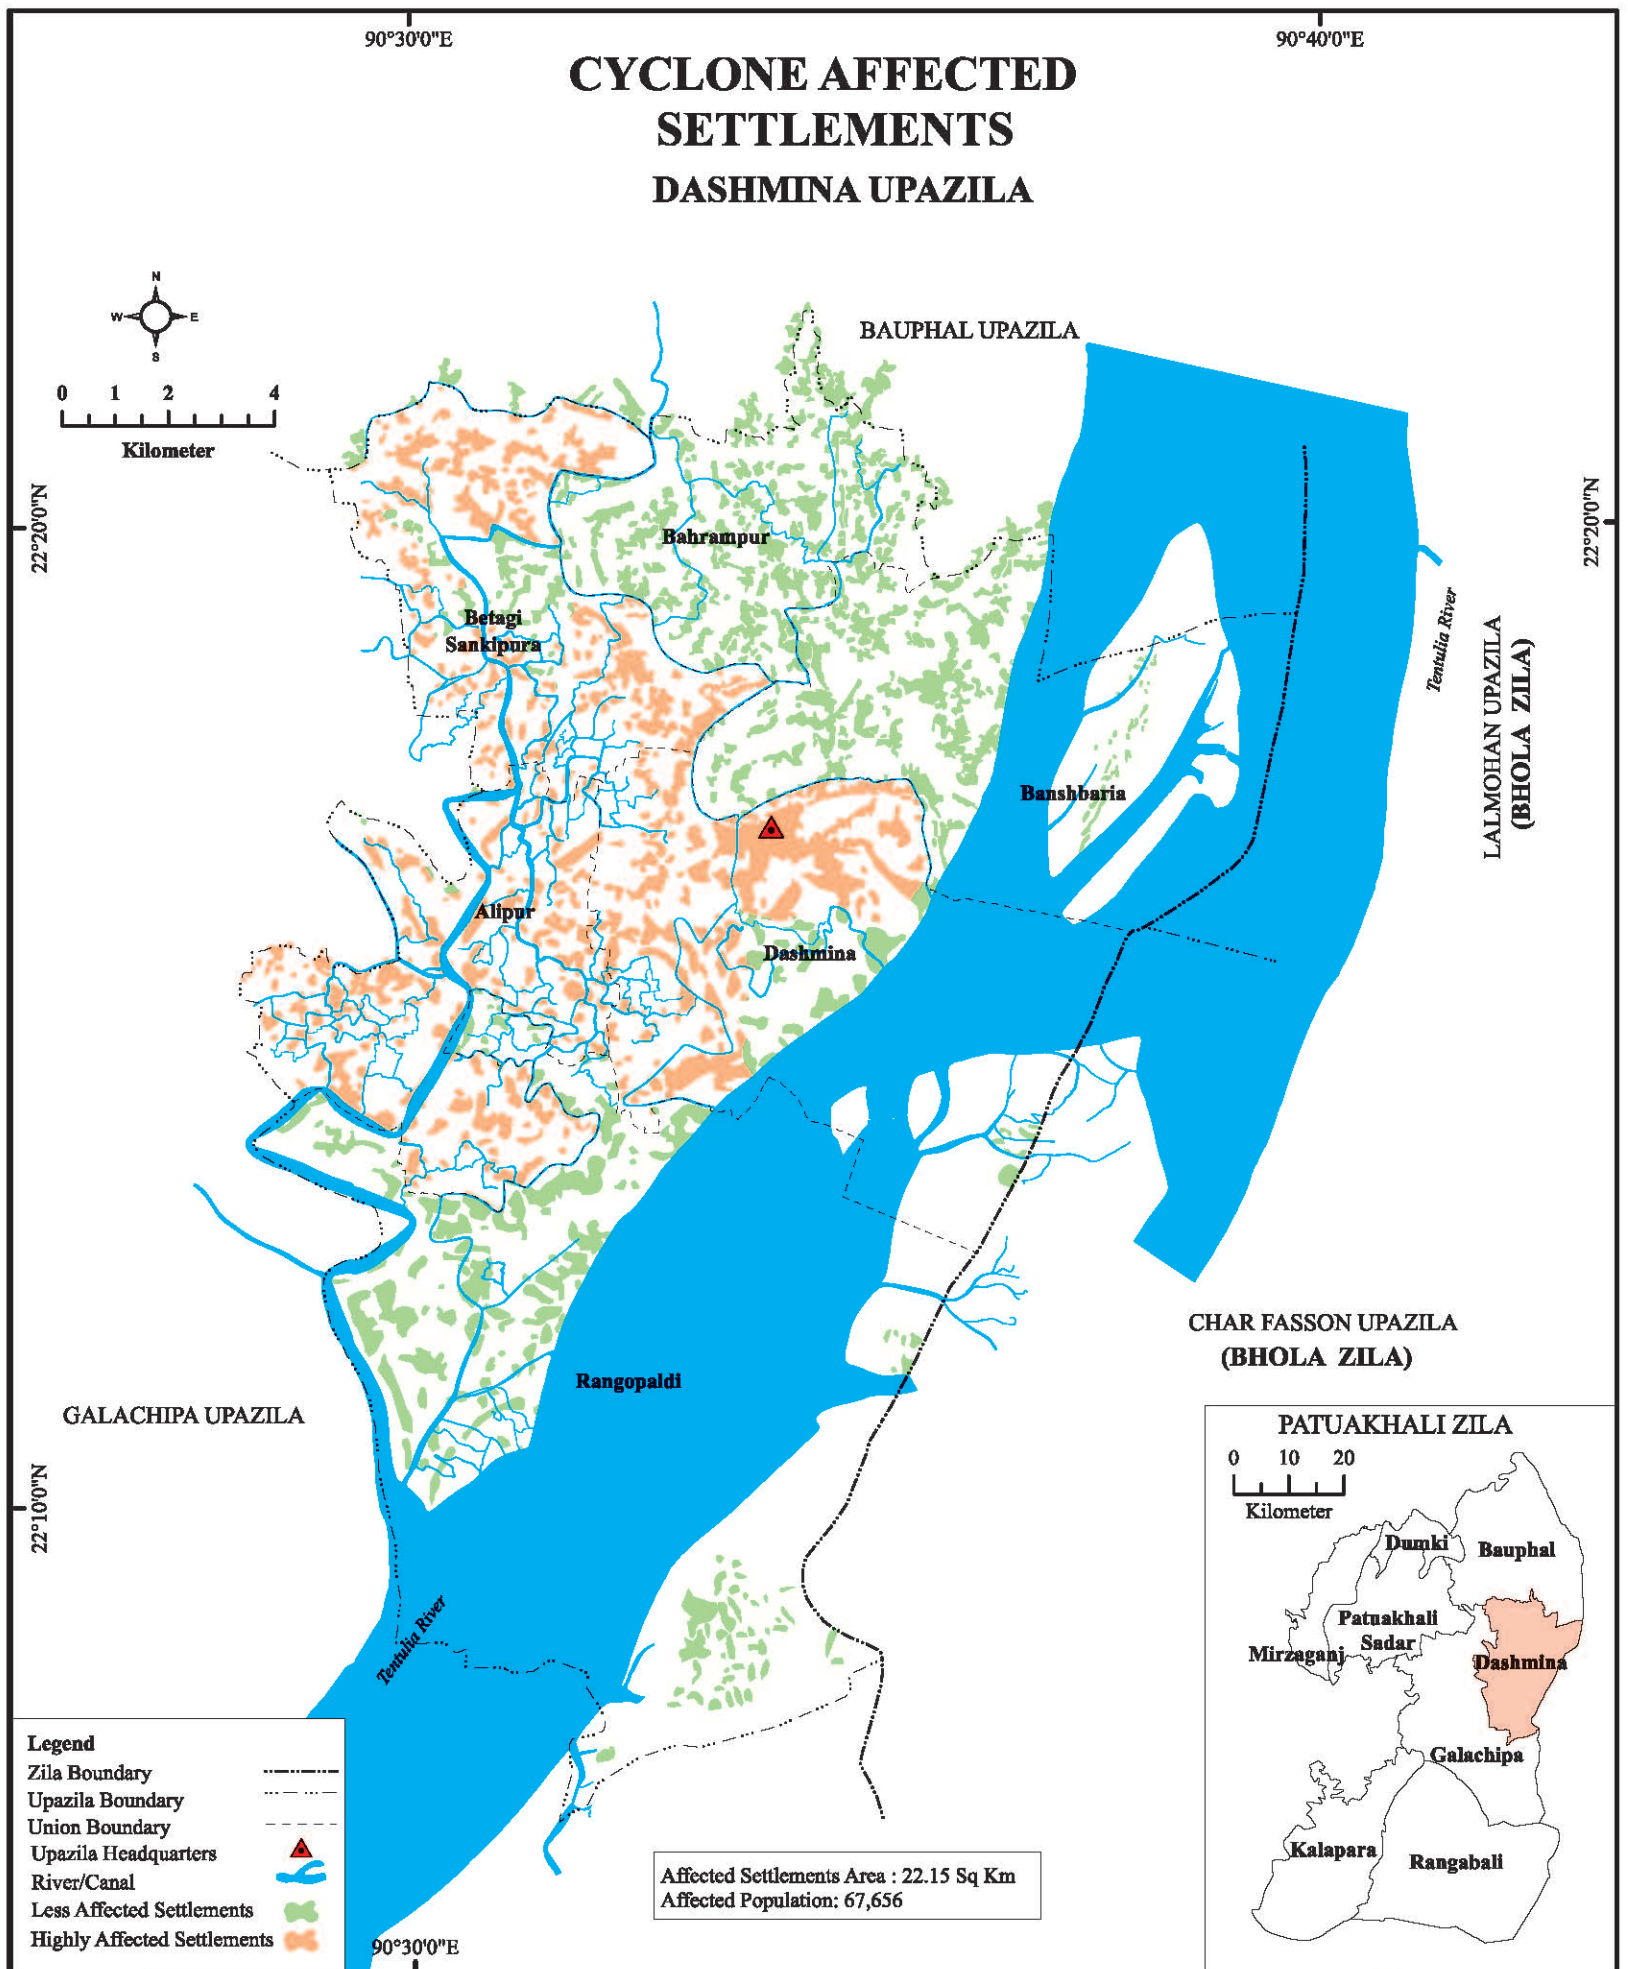 90°30'0"E
90°40'0"E
CYCLONE AFFECTED
SETTLEMENTS
DASHMINA UPAZILA
N
W
E
S
BAUPHAL UPAZILA
0 1 2 4
Kilometer
22°20'0"N
22°20'0"N
Bahrampur
Betagi
Sankipura
Tentulia River
LALMOHAN UPAZILA
(BHOLA ZILA)
Banshbaria
Alipur
Dashmina
CHAR FASSON UPAZILA
(BHOLA ZILA)
Rangopaldi
GALACHIPA UPAZILA
22°10'0"N
Tentulia River
PATUAKHALI ZILA
0 10 20
Kilometer
Dumki
Bauphal
Patuakhali
Sadar
Mirzaganj
Dashmina
Galachipa
Kalapara
Rangabali
Legend
Zila Boundary
Upazila Boundary
Union Boundary
Upazila Headquarters
River/Canal
Less Affected Settlements
Highly Affected Settlements
Affected Settlements Area : 22.15 Sq Km
Affected Population: 67,656
90°30'0"E